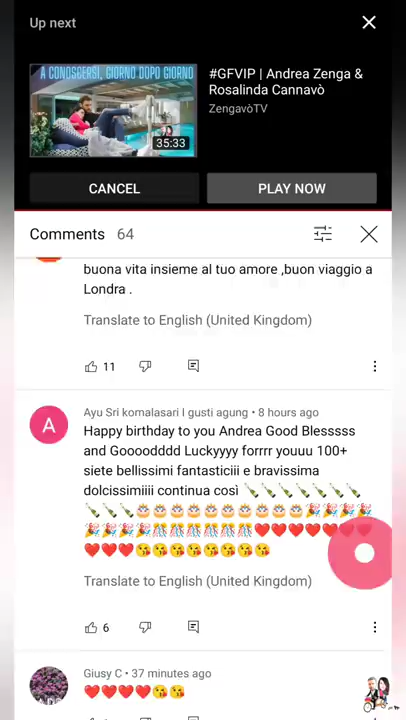 Up next
A CONOSCERSI, GIORNO DOPO GIORNO
35:33
#GFVIP | Andrea Zenga &
Rosalinda Cannavò
ZengavòTV
CANCEL
PLAY NOW
Comments 64
buona vita insieme al tuo amore ,buon viaggio a
Londra .
Translate to English (United Kingdom)
11
Ayu Sri komalasari I gusti agung • 8 hours ago
A
Happy birthday to you Andrea Good Blesssss
and Goooodddd Luckyyyy forrrr youuu 100+
siete bellissimi fantasticiii e bravissima
dolcissimiiii continua così 🍾🍾🍾🍾🍾🍾
🍾🍾🍾🎂🎂🎂🎂🎂🎂🎂🎂🎉🎉🎉🎉
🎉🎉🎉🎉🎊🎊🎊🎊🎊🎊❤️❤️❤️❤️❤️❤️❤️
❤️❤️❤️😘😘😘😘😘😘😘😘
Translate to English (United Kingdom)
6
Giusy C • 37 minutes ago
❤️❤️❤️❤️😘😘